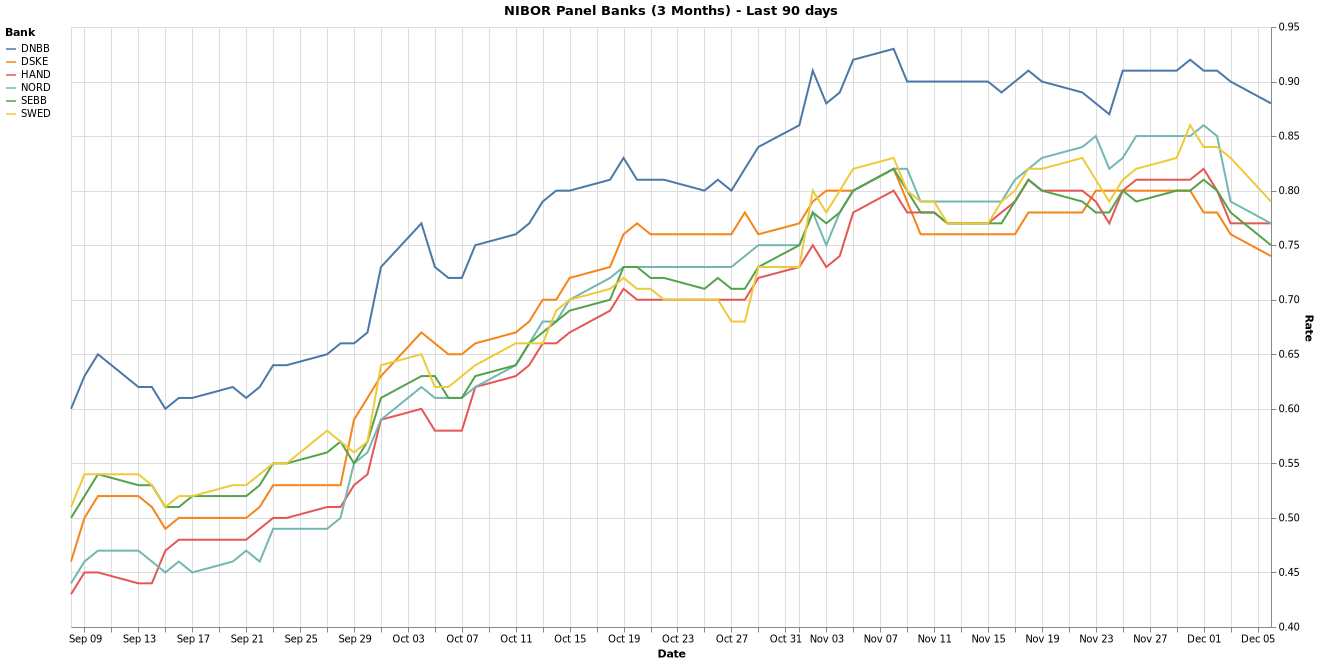 NIBOR Panel Banks (3 Months) - Last 90 days
Bank
DNBB
DSKE
HAND
NORD
SEBB
SWED
0.95
0.90
0.85
0.80
0.75
0.70
0.65
0.60
0.55
0.50
0.45
0.40
Rate
Sep 09 Sep 13 Sep 17 Sep 21 Sep 25 Sep 29 Oct 03 Oct 07 Oct 11 Oct 15 Oct 19 Oct 23 Oct 27 Oct 31 Nov 03 Nov 07 Nov 11 Nov 15 Nov 19 Nov 23 Nov 27 Dec 01 Dec 05
Date